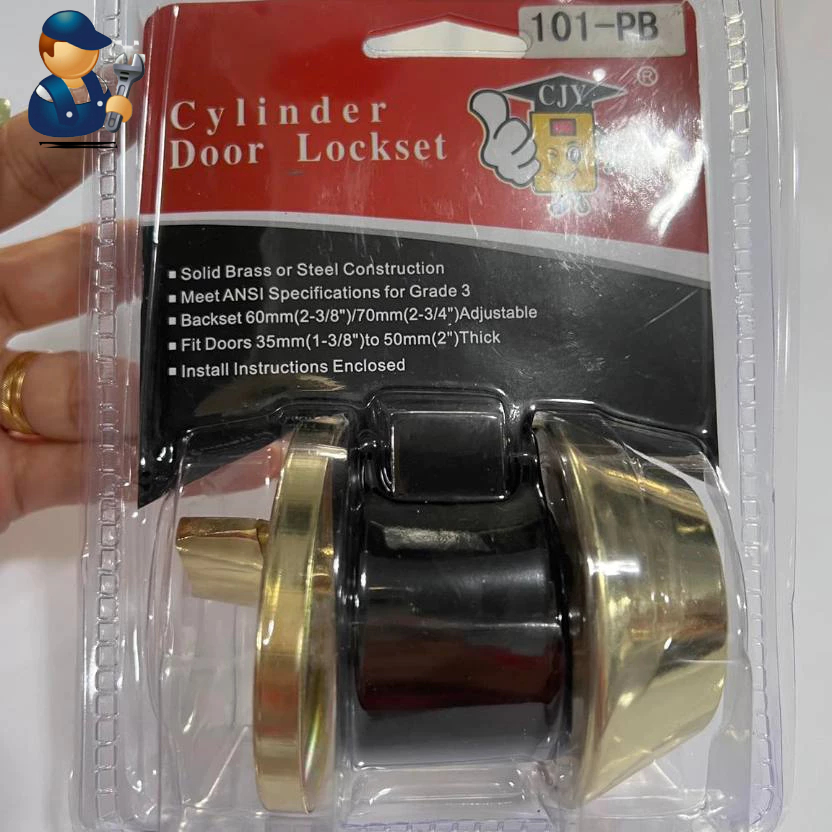 101-PB
CJY
®
Cylinder
Door Lockset
▪ Solid Brass or Steel Construction
▪ Meet ANSI Specifications for Grade 3
▪ Backset 60mm(2-3/8")/70mm(2-3/4")Adjustable
▪ Fit Doors 35mm(1-3/8")to 50mm(2")Thick
▪ Install Instructions Enclosed